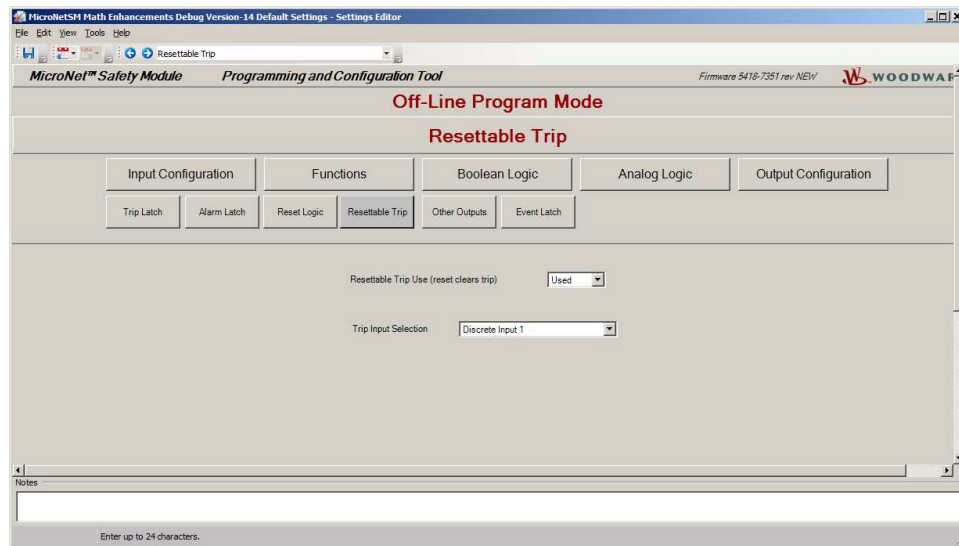 MicroNetSM Math Enhancements Debug Version-14 Default Settings - Settings Editor
File Edit View Tools Help
Resettable Trip
MicroNet™ Safety Module Programming and Configuration Tool Firmware 5418-7351 rev NEW WOODWAR
Off-Line Program Mode
Resettable Trip
Input Configuration Functions Boolean Logic Analog Logic Output Configuration
Trip Latch Alarm Latch Reset Logic Resettable Trip Other Outputs Event Latch
Resettable Trip Use (reset clears trip) Used
Trip Input Selection Discrete Input 1
Notes
Enter up to 24 characters.